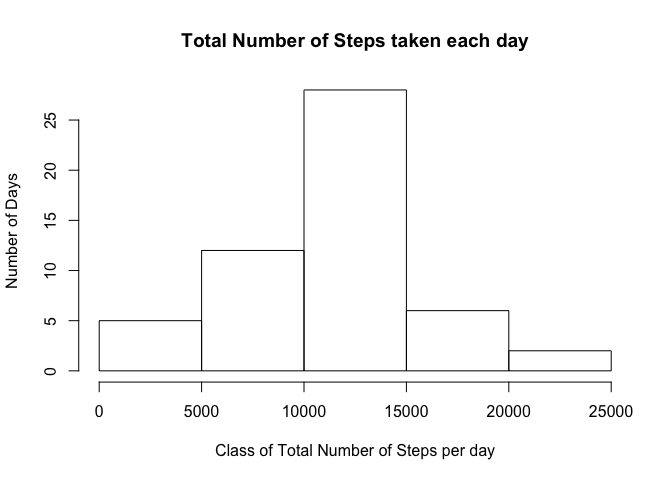 Total Number of Steps taken each day
Number of Days
25
20
15
10
5
0
0 5000 10000 15000 20000 25000
Class of Total Number of Steps per day